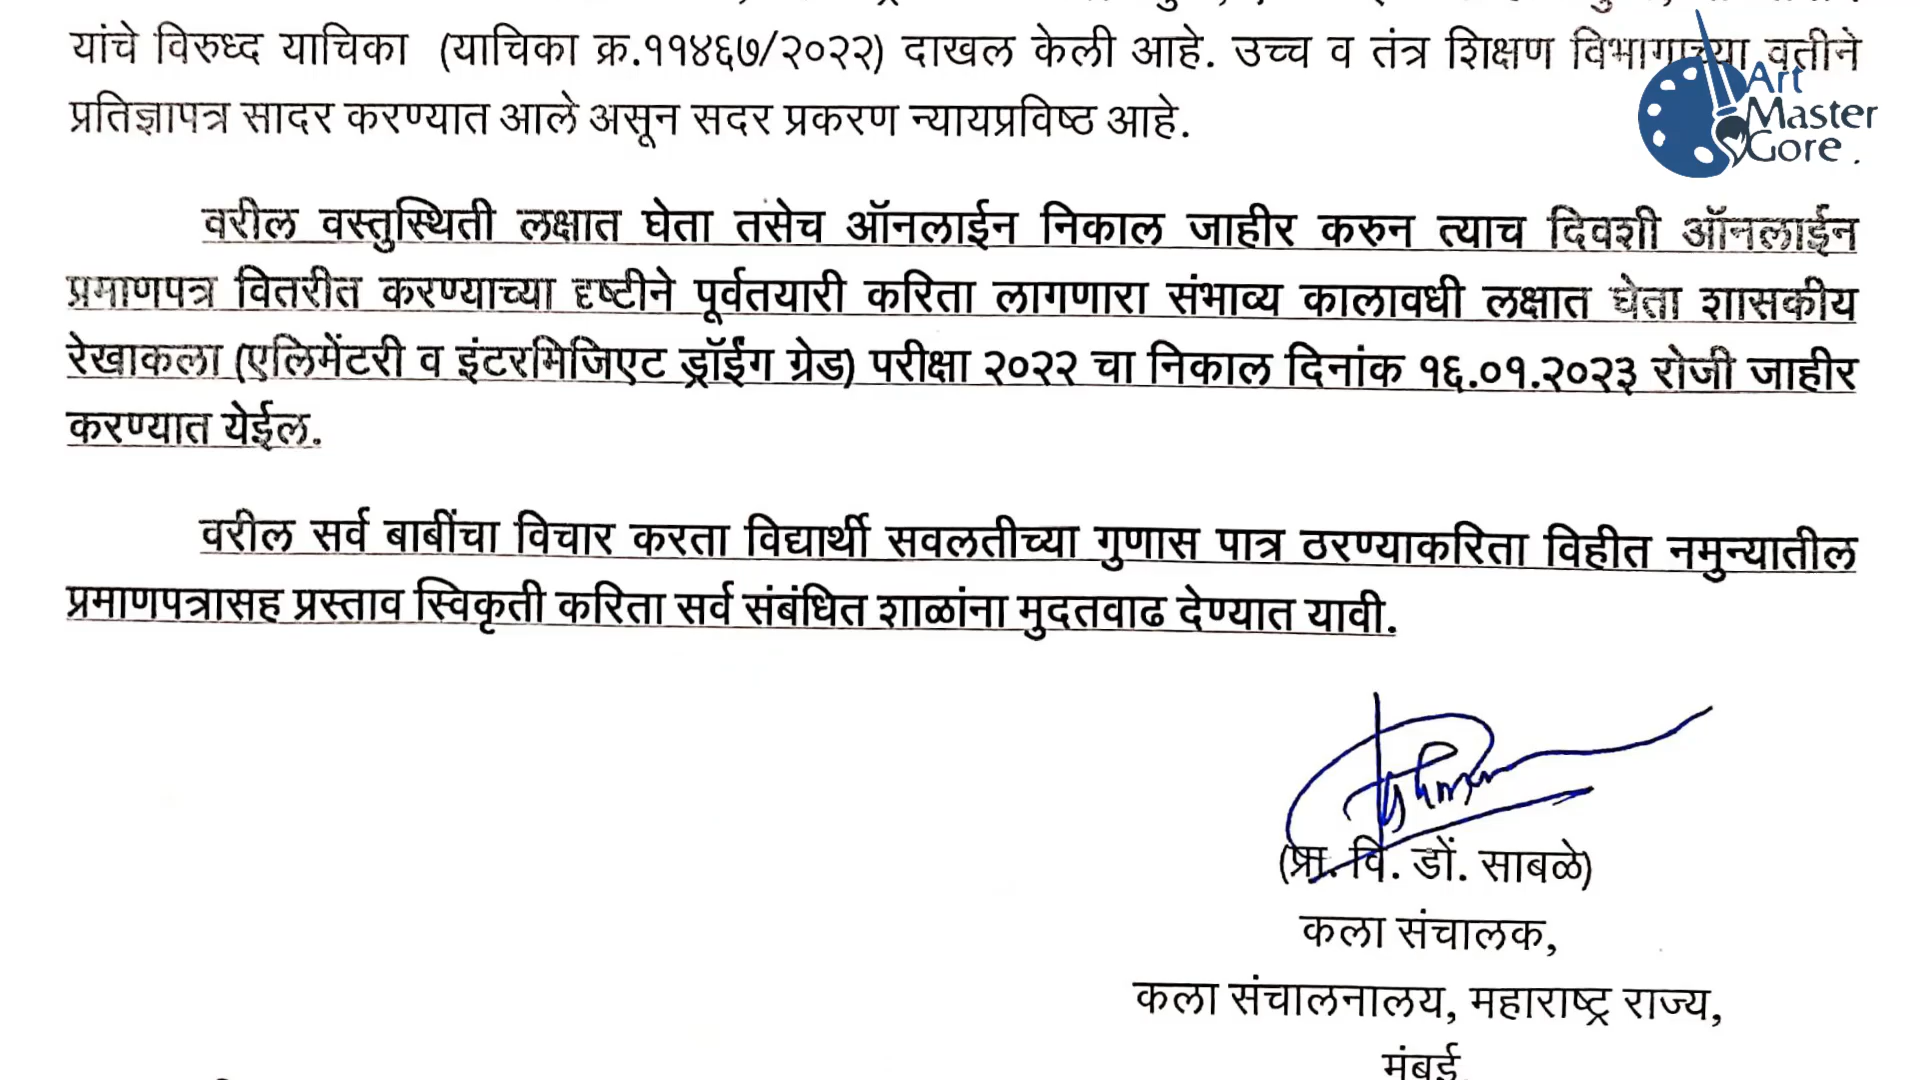 यांचे विरुध्द याचिका (याचिका क्र.११४६७/२०२२) दाखल केली आहे. उच्च व तंत्र शिक्षण विभागाच्या वतीने
प्रतिज्ञापत्र सादर करण्यात आले असून सदर प्रकरण न्यायप्रविष्ठ आहे.
Art
Master
Gore.
वरील वस्तुस्थिती लक्षात घेता तसेच ऑनलाईन निकाल जाहीर करुन त्याच दिवशी ऑनलाईन
प्रमाणपत्र वितरीत करण्याच्या दृष्टीने पूर्वतयारी करिता लागणारा संभाव्य कालावधी लक्षात घेता शासकीय
रेखाकला (एलिमेंटरी व इंटरमिजिएट ड्रॉईंग ग्रेड) परीक्षा २०२२ चा निकाल दिनांक १६.०१.२०२३ रोजी जाहीर
करण्यात येईल.
वरील सर्व बाबींचा विचार करता विद्यार्थी सवलतीच्या गुणास पात्र ठरण्याकरिता विहीत नमुन्यातील
प्रमाणपत्रासह प्रस्ताव स्विकृती करिता सर्व संबंधित शाळांना मुदतवाढ देण्यात यावी.
(प्रा. वि. डों. साबळे)
कला संचालक,
कला संचालनालय, महाराष्ट्र राज्य,
मंबई.